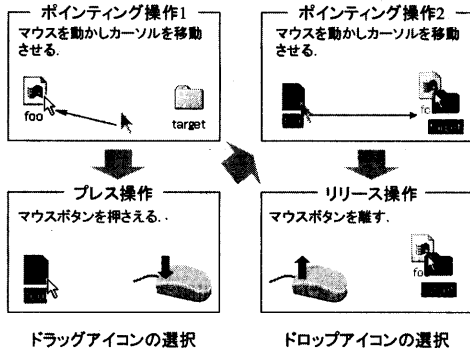 ポインティング操作1
マウスを動かしカーソルを移動
させる.
foo
target
プレス操作
マウスボタンを押さえる.
ドラッグアイコンの選択
ポインティング操作2
マウスを動かしカーソルを移動
させる.
リリース操作
マウスボタンを離す.
ドロップアイコンの選択